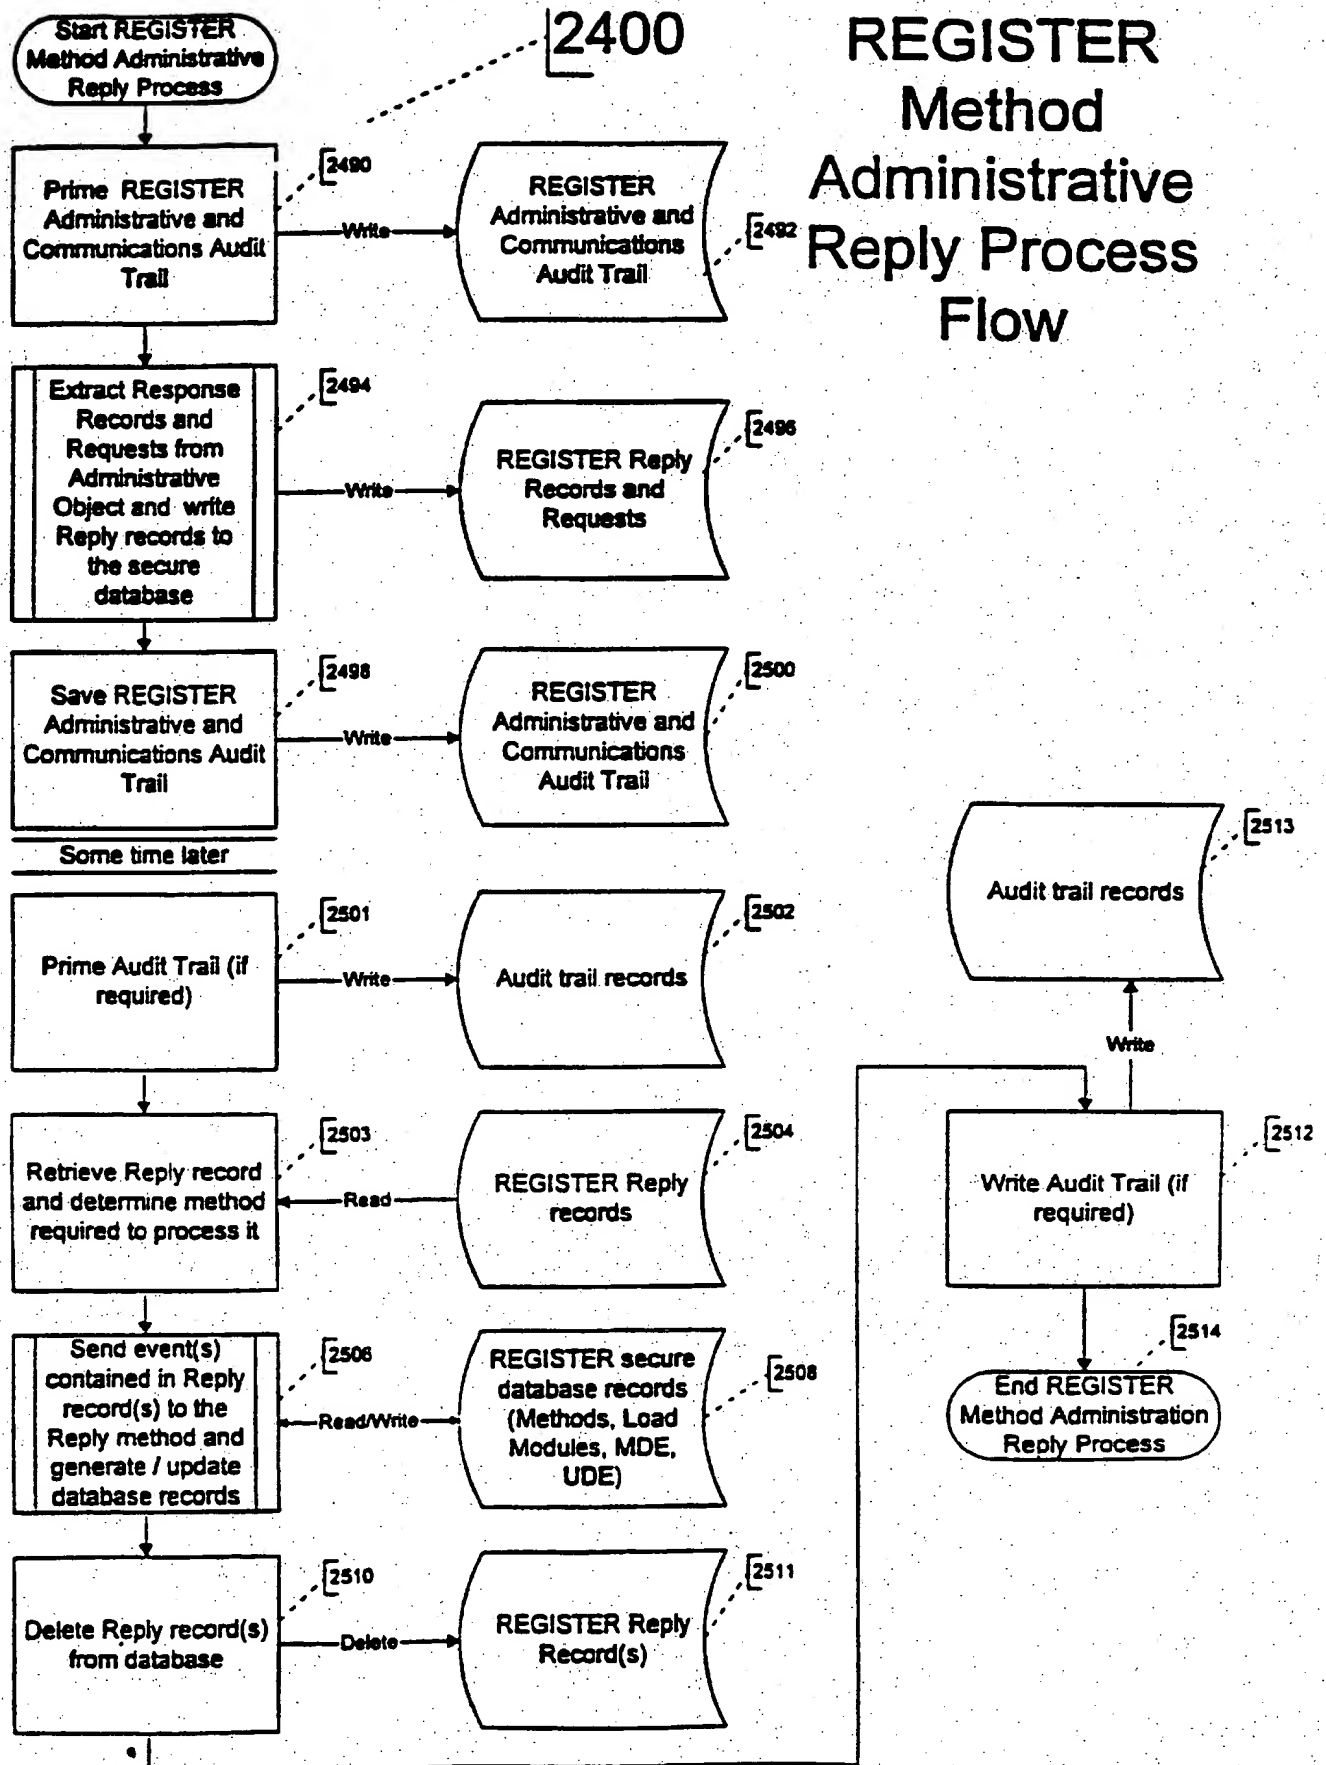 Start REGISTER
Method Administrative
Reply Process
2400
REGISTER
Method
Administrative
Reply Process
Flow
Prime REGISTER
Administrative and
Communications Audit
Trail
2490
Write
REGISTER
Administrative and
Communications
Audit Trail
2492
Extract Response
Records and
Requests from
Administrative
Object and write
Reply records to
the secure
database
2494
Write
REGISTER Reply
Records and
Requests
2496
Save REGISTER
Administrative and
Communications Audit
Trail
2498
Write
REGISTER
Administrative and
Communications
Audit Trail
2500
Some time later
Prime Audit Trail (if
required)
2501
Write
Audit trail records
2502
Retrieve Reply record
and determine method
required to process it
2503
Read
REGISTER Reply
records
2504
Send event(s)
contained in Reply
record(s) to the
Reply method and
generate / update
database records
2506
Read/Write
REGISTER secure
database records
(Methods, Load
Modules, MDE,
UDE)
2508
Delete Reply record(s)
from database
2510
Delete
REGISTER Reply
Record(s)
2511
Audit trail records
2513
Write
Write Audit Trail (if
required)
2512
2514
End REGISTER
Method Administration
Reply Process